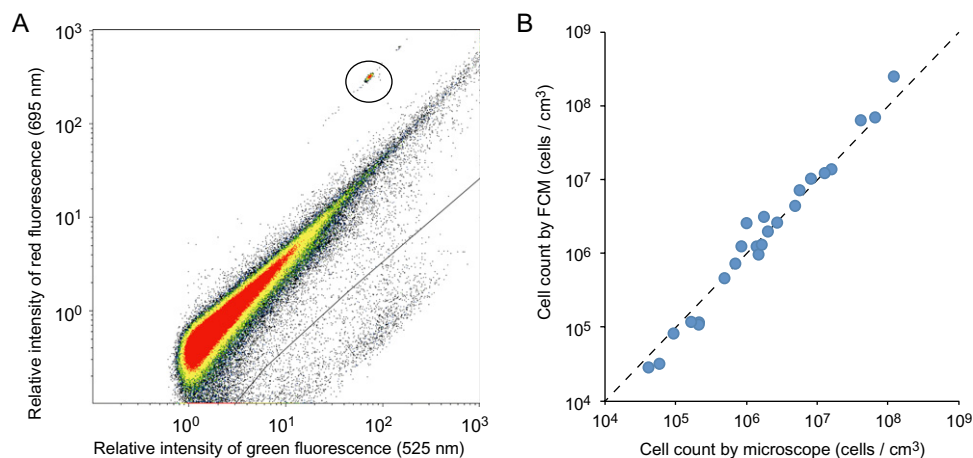 A
Relative intensity of red fluorescence (695 nm)
10³
10²
10¹
10⁰
10⁰ 10¹ 10² 10³
Relative intensity of green fluorescence (525 nm)
B
Cell count by FCM (cells / cm³)
10⁹
10⁸
10⁷
10⁶
10⁵
10⁴
10⁴ 10⁵ 10⁶ 10⁷ 10⁸ 10⁹
Cell count by microscope (cells / cm³)